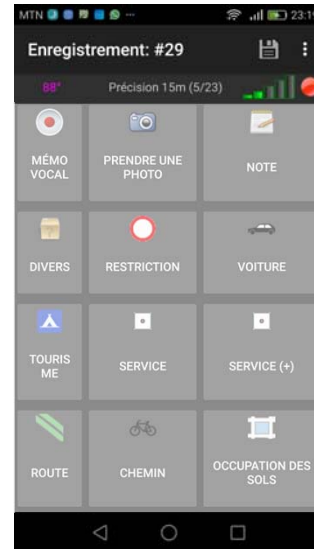 MTN 23:1
Enregistrement: #29
88° Précision 15m (5/23)
MÉMO
VOCAL
PRENDRE UNE
PHOTO
NOTE
DIVERS
RESTRICTION
VOITURE
TOURIS
ME
SERVICE
SERVICE (+)
ROUTE
CHEMIN
OCCUPATION DES
SOLS